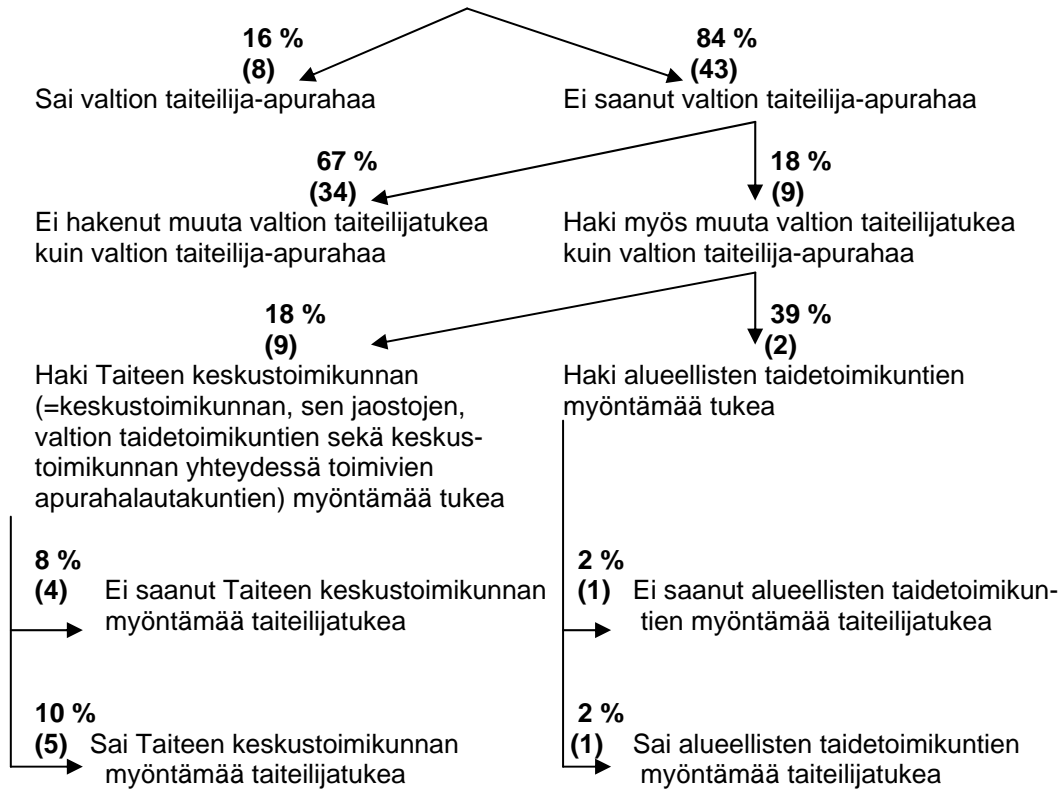 16 %
(8)
Sai valtion taiteilija-apurahaa
84 %
(43)
Ei saanut valtion taiteilija-apurahaa
67 %
(34)
Ei hakenut muuta valtion taiteilijatukea
kuin valtion taiteilija-apurahaa
18 %
(9)
Haki myös muuta valtion taiteilijatukea
kuin valtion taiteilija-apurahaa
18 %
(9)
Haki Taiteen keskustoimikunnan
(=keskustoimikunnan, sen jaostojen,
valtion taidetoimikuntien sekä keskus-
toimikunnan yhteydessä toimivien
apurahalautakuntien) myöntämää tukea
39 %
(2)
Haki alueellisten taidetoimikuntien
myöntämää tukea
8 %
(4) Ei saanut Taiteen keskustoimikunnan
myöntämää taiteilijatukea
2 %
(1) Ei saanut alueellisten taidetoimikun-
tien myöntämää taiteilijatukea
10 %
(5) Sai Taiteen keskustoimikunnan
myöntämää taiteilijatukea
2 %
(1) Sai alueellisten taidetoimikuntien
myöntämää taiteilijatukea